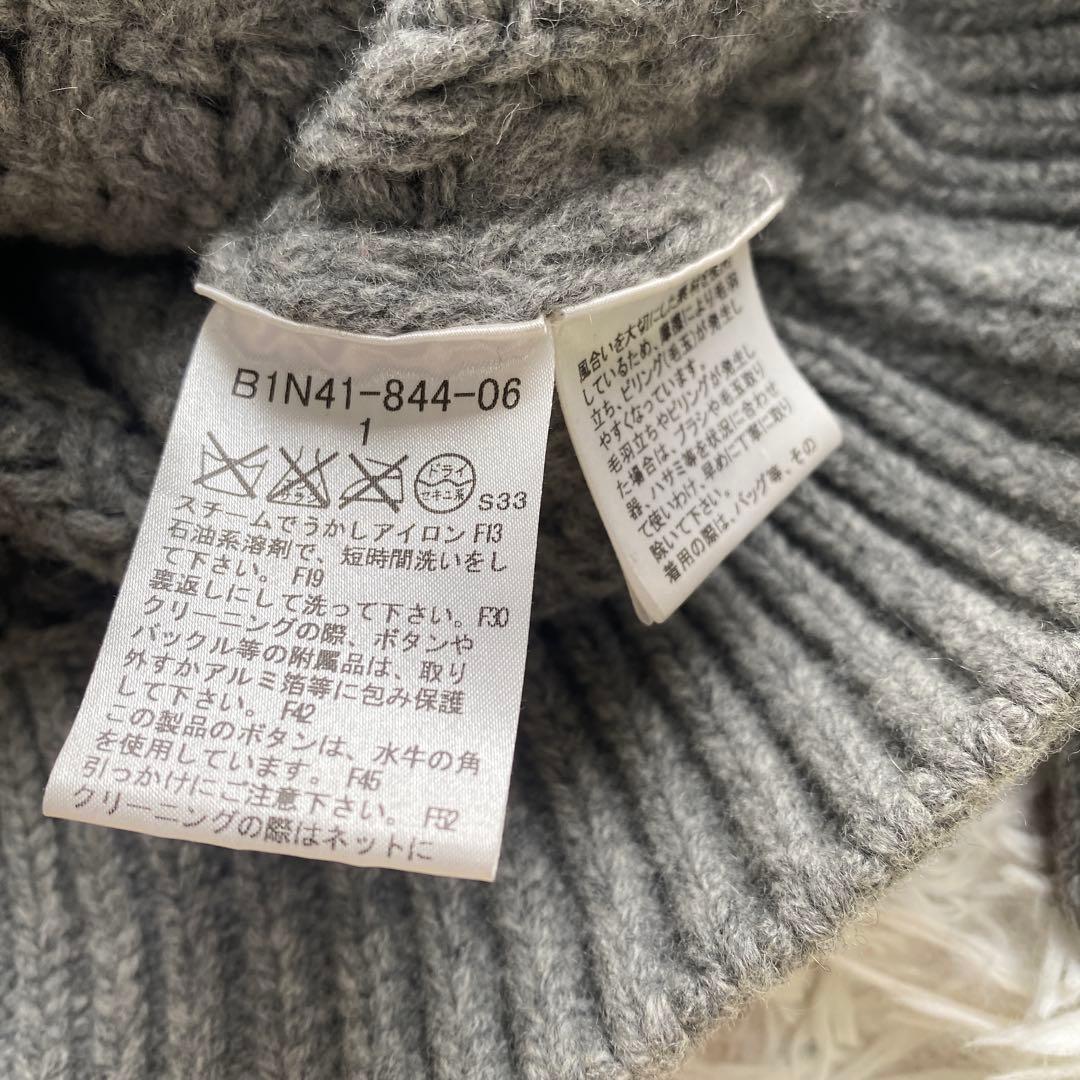 B1N41-844-06
1
ドライ
セキユ系
S33
スチームでうかしアイロン F13
石油系溶剤で、短時間洗いをし
て下さい。 F19
裏返しにして洗って下さい。F30
クリーニングの際、ボタンや
バックル等の附属品は、取り
外すかアルミ箔等に包み保護
して下さい。 F42
この製品のボタンは、水牛の角
を使用しています。 F45
引っかけにご注意下さい。 F52
クリーニングの際はネットに
風合いを大切にした素材を使用
しているため、摩擦により毛羽
立ち、ピリング(毛玉)が発生し
やすくなっています。
毛羽立ちやピリングが発生し
た場合は、ブラシや毛玉取り
器、ハサミ等を状況に合わせ
て使いわけ、早めに丁寧に取り
除いて下さい。
着用の際は、バッグ等、その